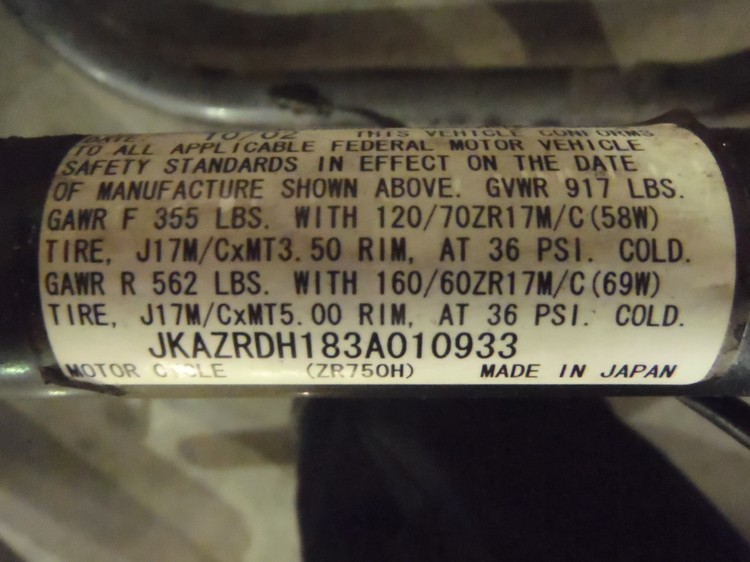 DATE 10/02 THIS VEHICLE CONFORMS
TO ALL APPLICABLE FEDERAL MOTOR VEHICLE
SAFETY STANDARDS IN EFFECT ON THE DATE
OF MANUFACTURE SHOWN ABOVE. GVWR 917 LBS.
GAWR F 355 LBS. WITH 120/70ZR17M/C(58W)
TIRE, J17M/CxMT3.50 RIM, AT 36 PSI. COLD.
GAWR R 562 LBS. WITH 160/60ZR17M/C(69W)
TIRE, J17M/CxMT5.00 RIM, AT 36 PSI. COLD.
JKAZRDH183A010933
MOTOR CYCLE (ZR750H) MADE IN JAPAN